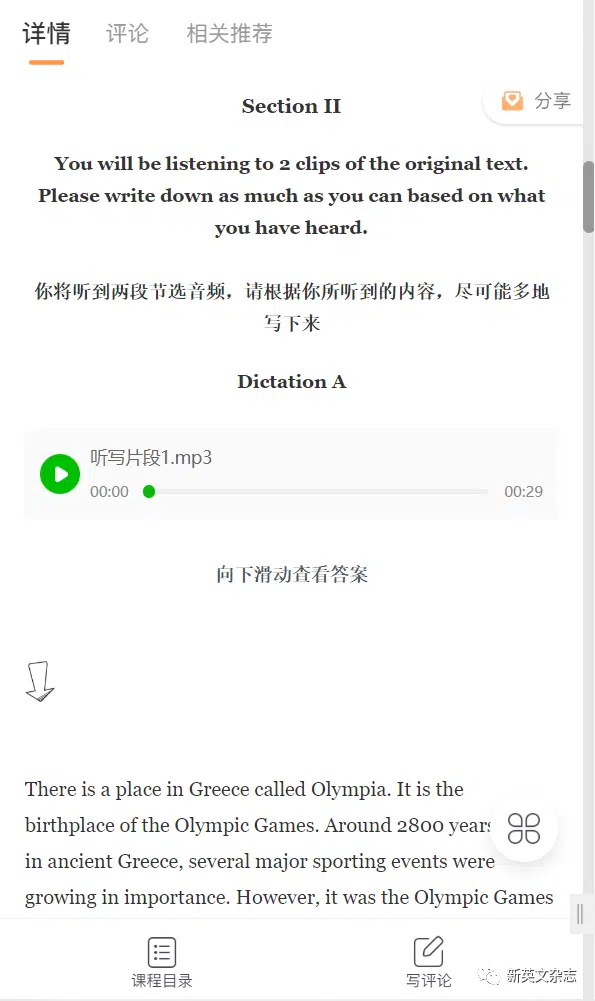 详情 评论 相关推荐
分享
Section II
You will be listening to 2 clips of the original text.
Please write down as much as you can based on what
you have heard.
你将听到两段节选音频，请根据你所听到的内容，尽可能多地
写下来
Dictation A
听写片段1.mp3
00:00 00:29
向下滑动查看答案
There is a place in Greece called Olympia. It is the
birthplace of the Olympic Games. Around 2800 years
in ancient Greece, several major sporting events were
growing in importance. However, it was the Olympic Games
课程目录 写评论 新英文杂志